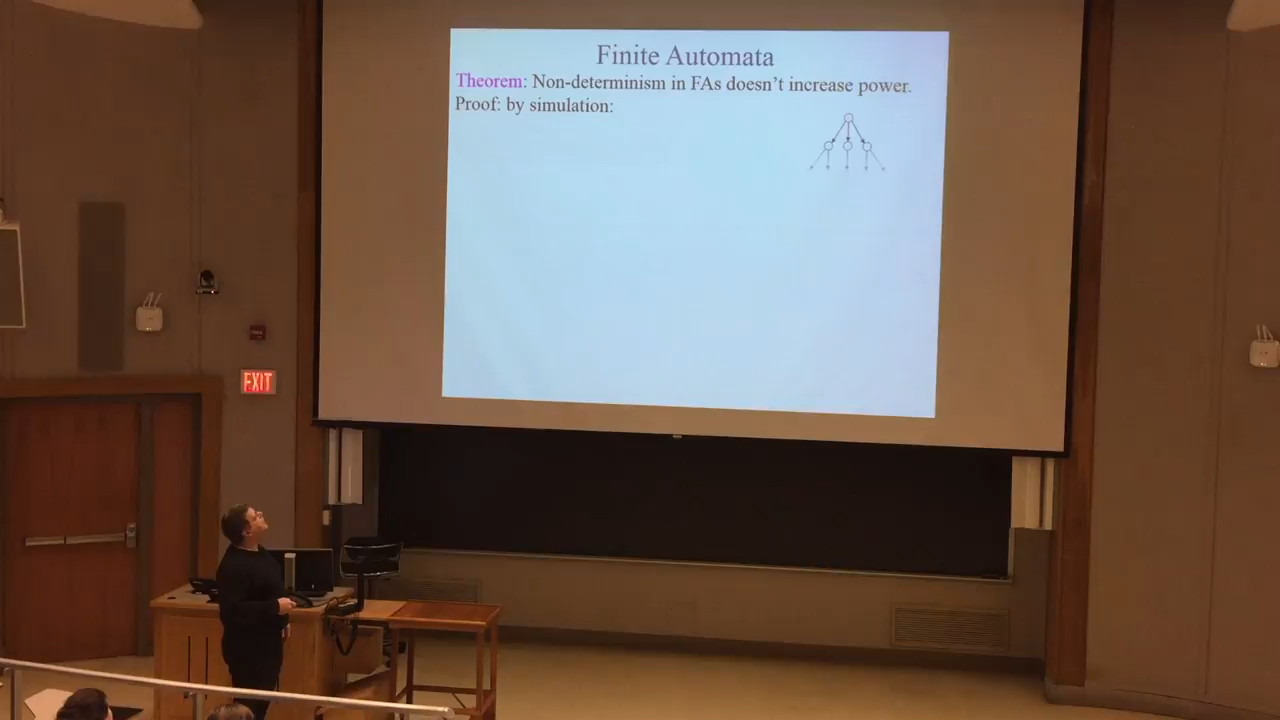 Finite Automata
Theorem: Non-determinism in FAs doesn't increase power.
Proof: by simulation:
EXIT